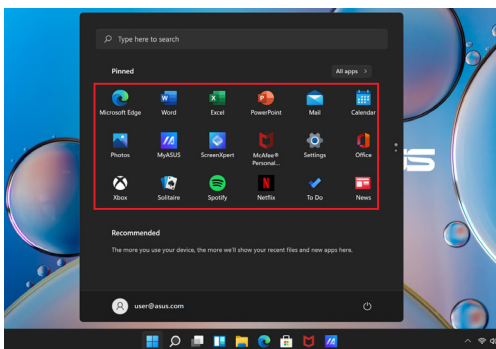 Type here to search
Pinned
All apps >
Microsoft Edge
Word
Excel
PowerPoint
Mail
Calendar
Photos
MyASUS
ScreenXpert
McAfee®
Personal...
Settings
Office
Xbox
Solitaire
Spotify
Netflix
To Do
News
Recommended
The more you use your device, the more we'll show your recent files and new apps here.
user@asus.com